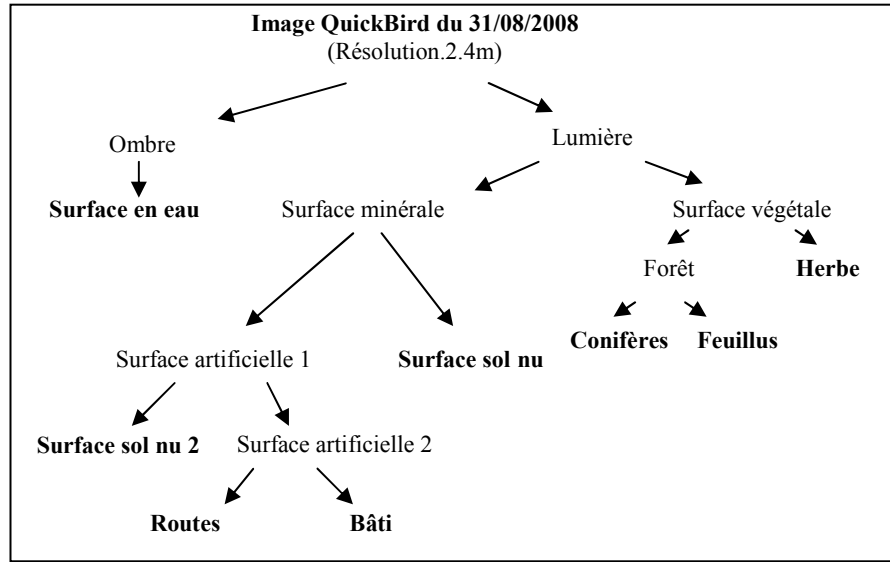 Image QuickBird du 31/08/2008
(Résolution.2.4m)
Ombre
Lumière
Surface en eau
Surface minérale
Surface végétale
Forêt
Herbe
Conifères
Feuillus
Surface artificielle 1
Surface sol nu
Surface sol nu 2
Surface artificielle 2
Routes
Bâti